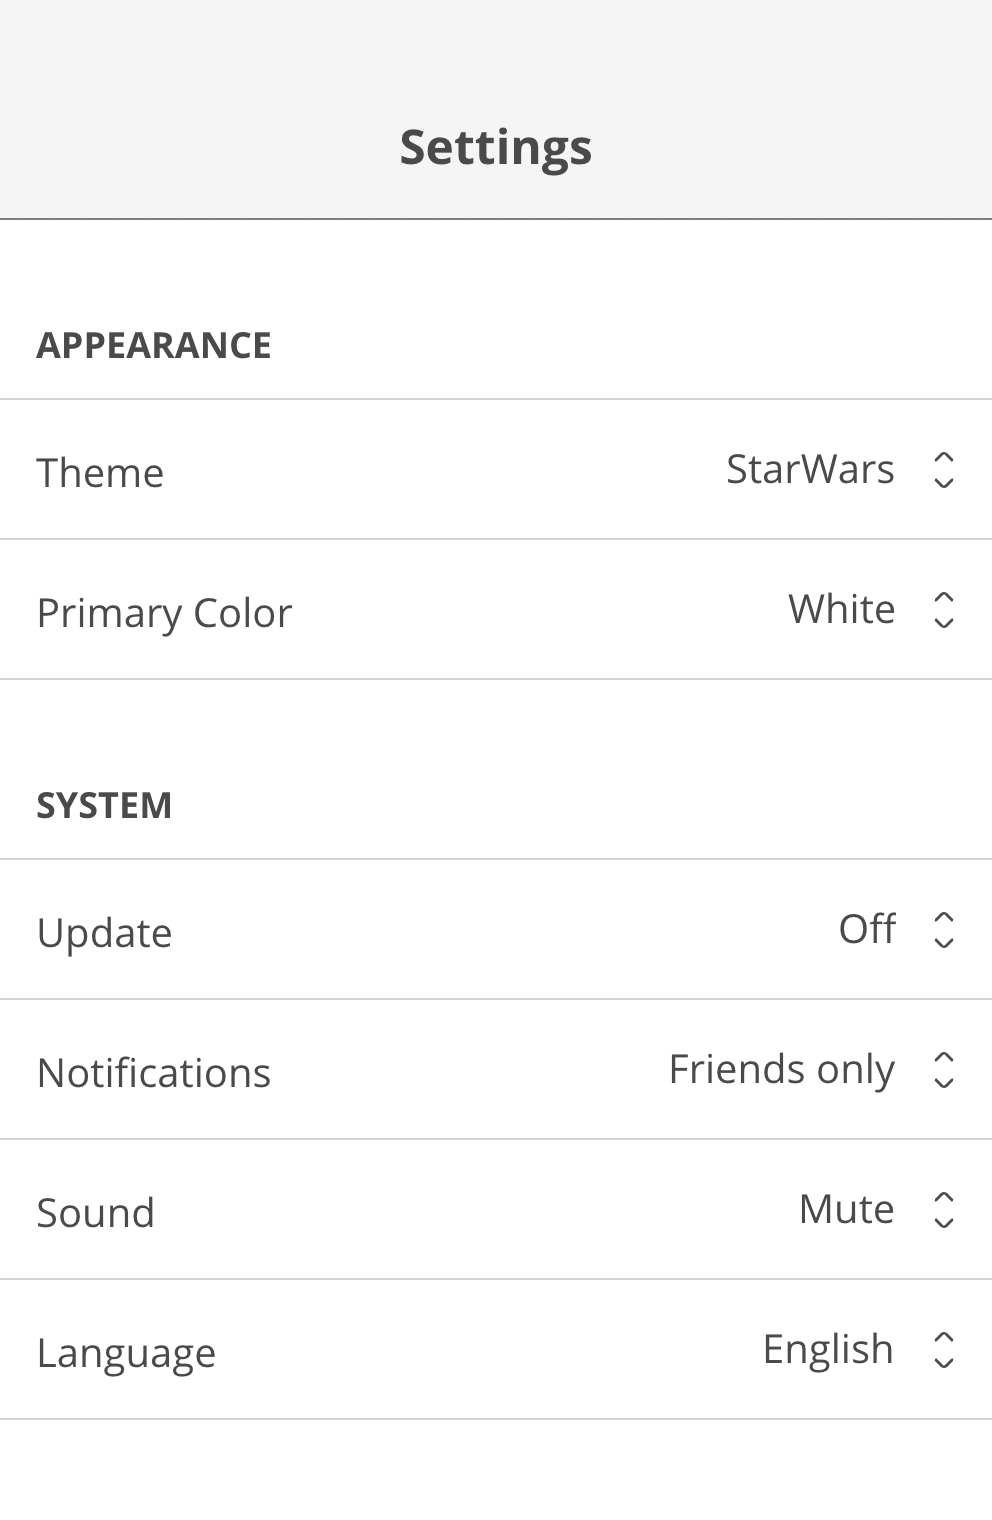 Settings
APPEARANCE
Theme StarWars
Primary Color White
SYSTEM
Update Off
Notifications Friends only
Sound Mute
Language English